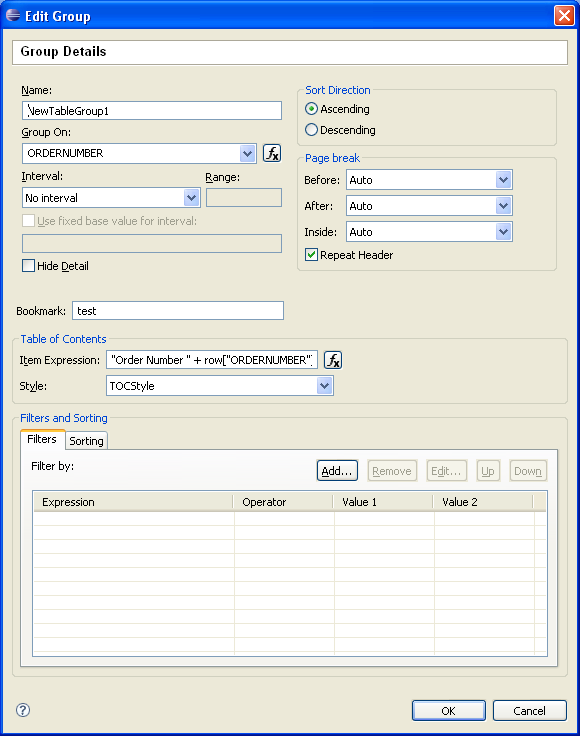 Edit Group
Group Details
Name:
NewTableGroup1
Group On:
ORDERNUMBER
fx
Interval:
Range:
No interval
Use fixed base value for interval:
Hide Detail
Sort Direction
Ascending
Descending
Page break
Before: Auto
After: Auto
Inside: Auto
Repeat Header
Bookmark: test
Table of Contents
Item Expression: "Order Number " + row["ORDERNUMBER"] fx
Style: TOCStyle
Filters and Sorting
Filters Sorting
Filter by: Add... Remove Edit... Up Down
Expression Operator Value 1 Value 2
? OK Cancel